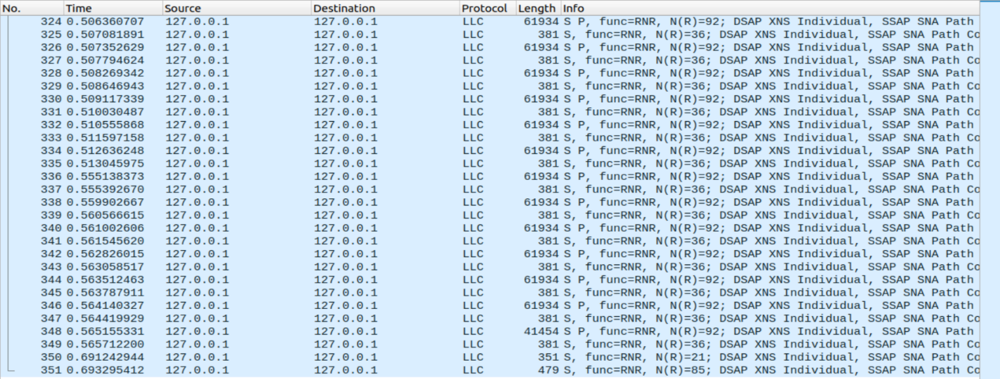 No. Time Source Destination Protocol Length Info
324 0.506360707 127.0.0.1 127.0.0.1 LLC 61934 S P, func=RNR, N(R)=92; DSAP XNS Individual, SSAP SNA Path
325 0.507081891 127.0.0.1 127.0.0.1 LLC 381 S, func=RNR, N(R)=36; DSAP XNS Individual, SSAP SNA Path Co
326 0.507352629 127.0.0.1 127.0.0.1 LLC 61934 S P, func=RNR, N(R)=92; DSAP XNS Individual, SSAP SNA Path
327 0.507794624 127.0.0.1 127.0.0.1 LLC 381 S, func=RNR, N(R)=36; DSAP XNS Individual, SSAP SNA Path Co
328 0.508269342 127.0.0.1 127.0.0.1 LLC 61934 S P, func=RNR, N(R)=92; DSAP XNS Individual, SSAP SNA Path
329 0.508646943 127.0.0.1 127.0.0.1 LLC 381 S, func=RNR, N(R)=36; DSAP XNS Individual, SSAP SNA Path Co
330 0.509117339 127.0.0.1 127.0.0.1 LLC 61934 S P, func=RNR, N(R)=92; DSAP XNS Individual, SSAP SNA Path
331 0.510030487 127.0.0.1 127.0.0.1 LLC 381 S, func=RNR, N(R)=36; DSAP XNS Individual, SSAP SNA Path Co
332 0.510555868 127.0.0.1 127.0.0.1 LLC 61934 S P, func=RNR, N(R)=92; DSAP XNS Individual, SSAP SNA Path
333 0.511597158 127.0.0.1 127.0.0.1 LLC 381 S, func=RNR, N(R)=36; DSAP XNS Individual, SSAP SNA Path Co
334 0.512636248 127.0.0.1 127.0.0.1 LLC 61934 S P, func=RNR, N(R)=92; DSAP XNS Individual, SSAP SNA Path
335 0.513045975 127.0.0.1 127.0.0.1 LLC 381 S, func=RNR, N(R)=36; DSAP XNS Individual, SSAP SNA Path Co
336 0.555138373 127.0.0.1 127.0.0.1 LLC 61934 S P, func=RNR, N(R)=92; DSAP XNS Individual, SSAP SNA Path
337 0.555392670 127.0.0.1 127.0.0.1 LLC 381 S, func=RNR, N(R)=36; DSAP XNS Individual, SSAP SNA Path Co
338 0.559902667 127.0.0.1 127.0.0.1 LLC 61934 S P, func=RNR, N(R)=92; DSAP XNS Individual, SSAP SNA Path
339 0.560566615 127.0.0.1 127.0.0.1 LLC 381 S, func=RNR, N(R)=36; DSAP XNS Individual, SSAP SNA Path Co
340 0.561002606 127.0.0.1 127.0.0.1 LLC 61934 S P, func=RNR, N(R)=92; DSAP XNS Individual, SSAP SNA Path
341 0.561545620 127.0.0.1 127.0.0.1 LLC 381 S, func=RNR, N(R)=36; DSAP XNS Individual, SSAP SNA Path Co
342 0.562826015 127.0.0.1 127.0.0.1 LLC 61934 S P, func=RNR, N(R)=92; DSAP XNS Individual, SSAP SNA Path
343 0.563058517 127.0.0.1 127.0.0.1 LLC 381 S, func=RNR, N(R)=36; DSAP XNS Individual, SSAP SNA Path Co
344 0.563512463 127.0.0.1 127.0.0.1 LLC 61934 S P, func=RNR, N(R)=92; DSAP XNS Individual, SSAP SNA Path
345 0.563787911 127.0.0.1 127.0.0.1 LLC 381 S, func=RNR, N(R)=36; DSAP XNS Individual, SSAP SNA Path Co
346 0.564140327 127.0.0.1 127.0.0.1 LLC 61934 S P, func=RNR, N(R)=92; DSAP XNS Individual, SSAP SNA Path
347 0.564419929 127.0.0.1 127.0.0.1 LLC 381 S, func=RNR, N(R)=36; DSAP XNS Individual, SSAP SNA Path Co
348 0.565155331 127.0.0.1 127.0.0.1 LLC 41454 S P, func=RNR, N(R)=92; DSAP XNS Individual, SSAP SNA Path
349 0.565712200 127.0.0.1 127.0.0.1 LLC 381 S, func=RNR, N(R)=36; DSAP XNS Individual, SSAP SNA Path Co
350 0.691242944 127.0.0.1 127.0.0.1 LLC 351 S, func=RNR, N(R)=21; DSAP XNS Individual, SSAP SNA Path Co
351 0.693295412 127.0.0.1 127.0.0.1 LLC 479 S, func=RNR, N(R)=85; DSAP XNS Individual, SSAP SNA Path Co